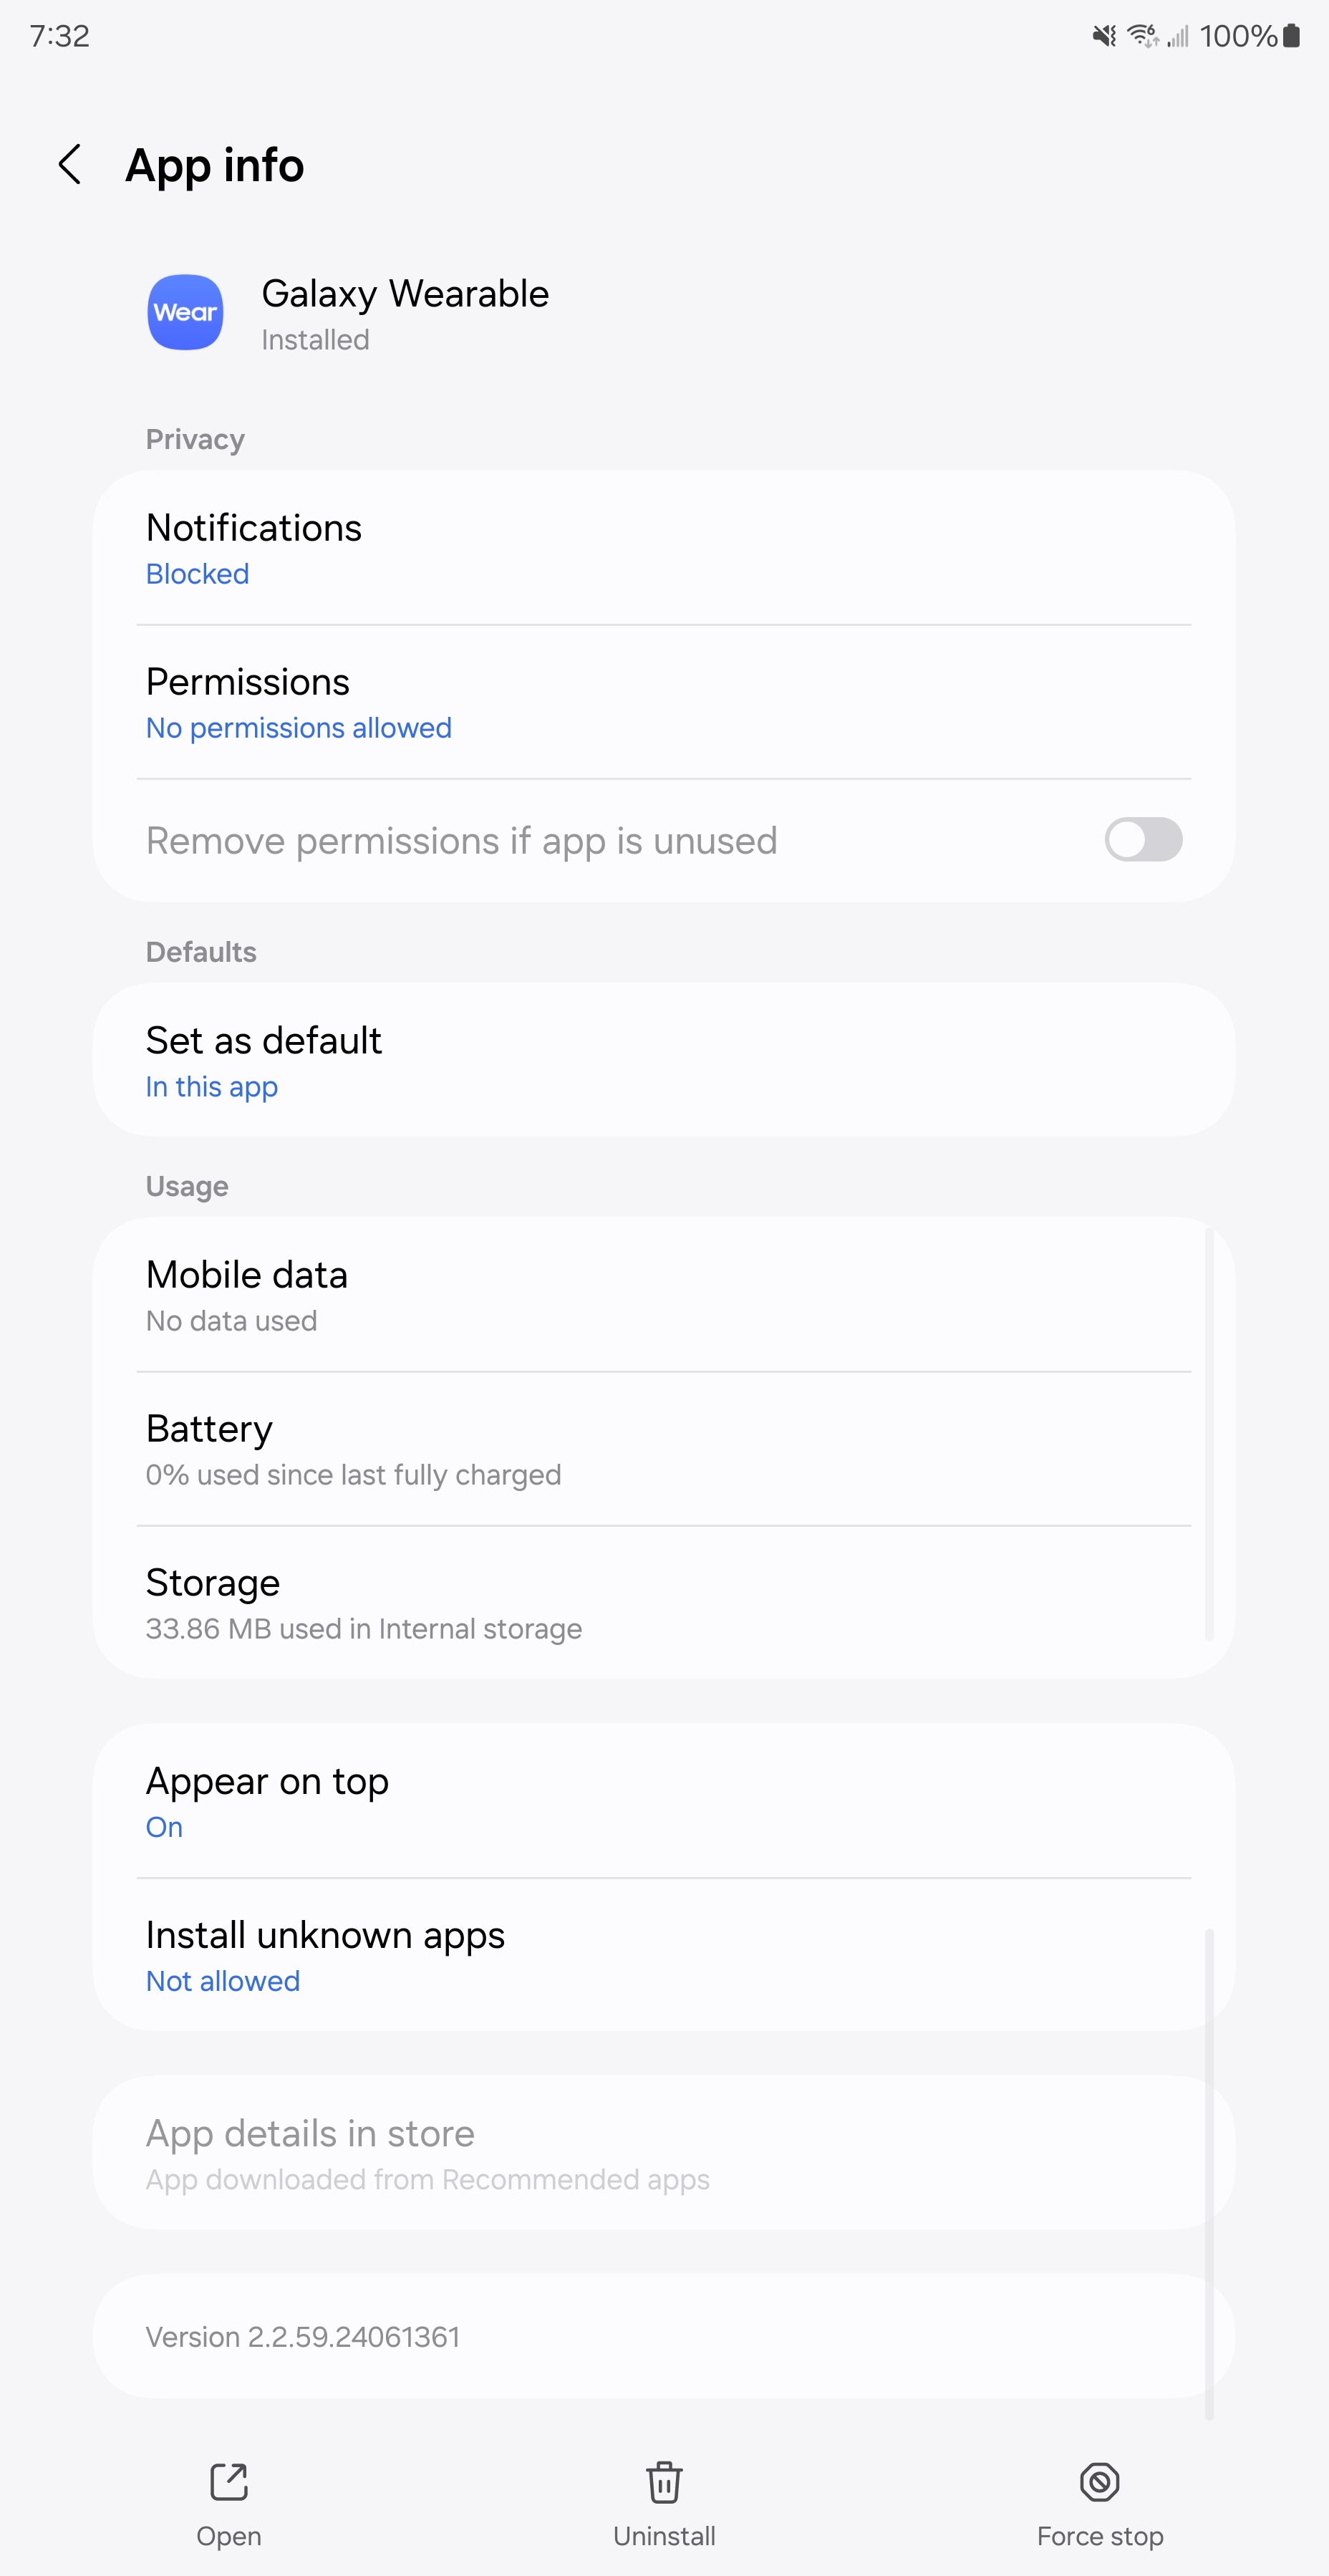 7:32
100%
App info
Wear
Galaxy Wearable
Installed
Privacy
Notifications
Blocked
Permissions
No permissions allowed
Remove permissions if app is unused
Defaults
Set as default
In this app
Usage
Mobile data
No data used
Battery
0% used since last fully charged
Storage
33.86 MB used in Internal storage
Appear on top
On
Install unknown apps
Not allowed
App details in store
App downloaded from Recommended apps
Version 2.2.59.24061361
Open
Uninstall
Force stop